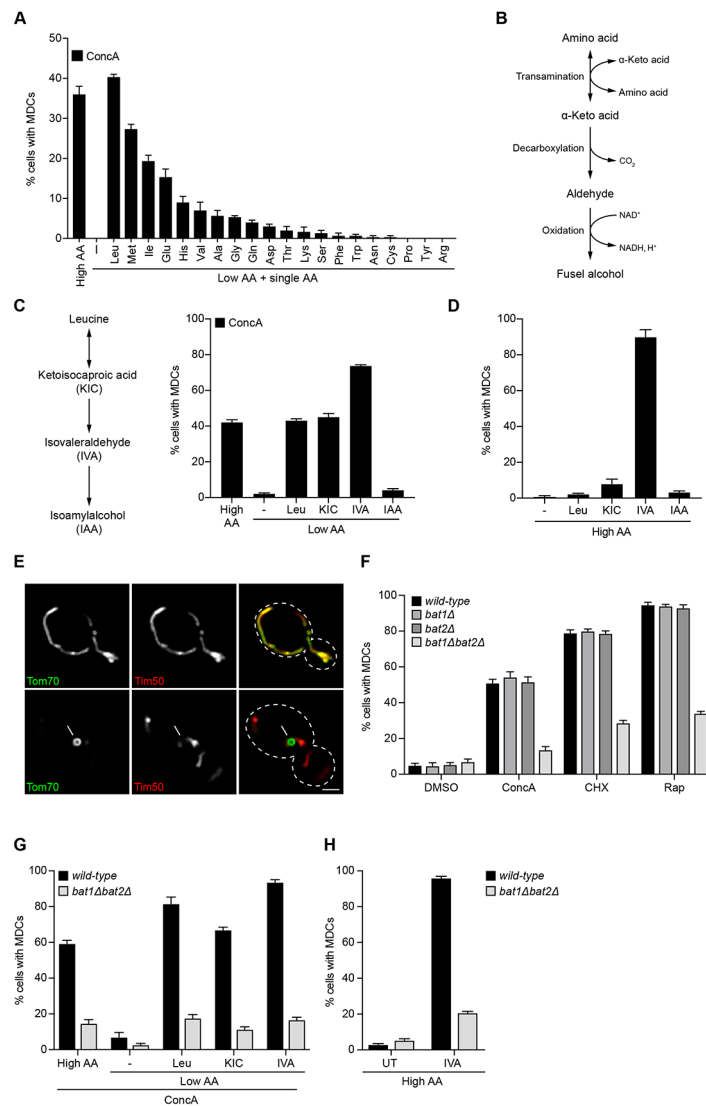 A
ConcA
% cells with MDCs
50
40
30
20
10
0
High AA
—
Leu
Met
Ile
Glu
His
Val
Ala
Gly
Gln
Asp
Thr
Lys
Ser
Phe
Trp
Asn
Cys
Pro
Tyr
Arg
Low AA + single AA
B
Amino acid
Transamination
α-Keto acid
Amino acid
α-Keto acid
Decarboxylation
CO₂
Aldehyde
Oxidation
NAD⁺
NADH, H⁺
Fusel alcohol
C
Leucine
Ketoisocaproic acid
(KIC)
Isovaleraldehyde
(IVA)
Isoamylalcohol
(IAA)
ConcA
% cells with MDCs
100
80
60
40
20
0
High
AA
- Leu KIC IVA IAA
Low AA
D
% cells with MDCs
100
80
60
40
20
0
- Leu KIC IVA IAA
High AA
E
Tom70
Tim50
Tom70
Tim50
F
wild-type
bat1Δ
bat2Δ
bat1Δbat2Δ
% cells with MDCs
100
80
60
40
20
0
DMSO ConcA CHX Rap
G
wild-type
bat1Δbat2Δ
% cells with MDCs
100
80
60
40
20
0
High AA - Leu KIC IVA
Low AA
ConcA
H
wild-type
bat1Δbat2Δ
% cells with MDCs
100
80
60
40
20
0
UT IVA
High AA